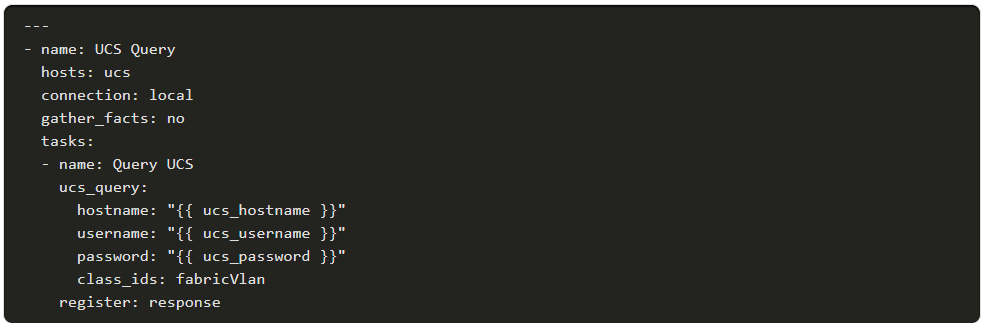 ---
- name: UCS Query
  hosts: ucs
  connection: local
  gather_facts: no
  tasks:
  - name: Query UCS
    ucs_query:
      hostname: "{{ ucs_hostname }}"
      username: "{{ ucs_username }}"
      password: "{{ ucs_password }}"
      class_ids: fabricVlan
    register: response